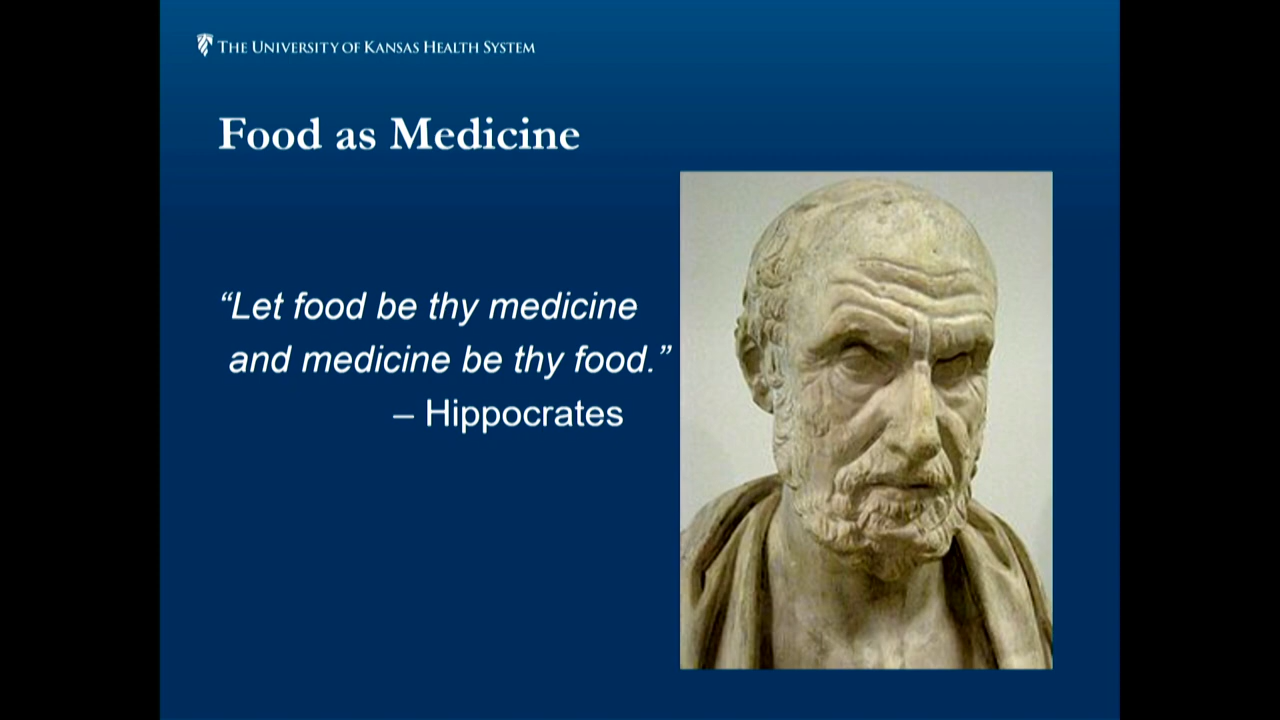 THE UNIVERSITY OF KANSAS HEALTH SYSTEM
Food as Medicine
“Let food be thy medicine
and medicine be thy food.”
– Hippocrates